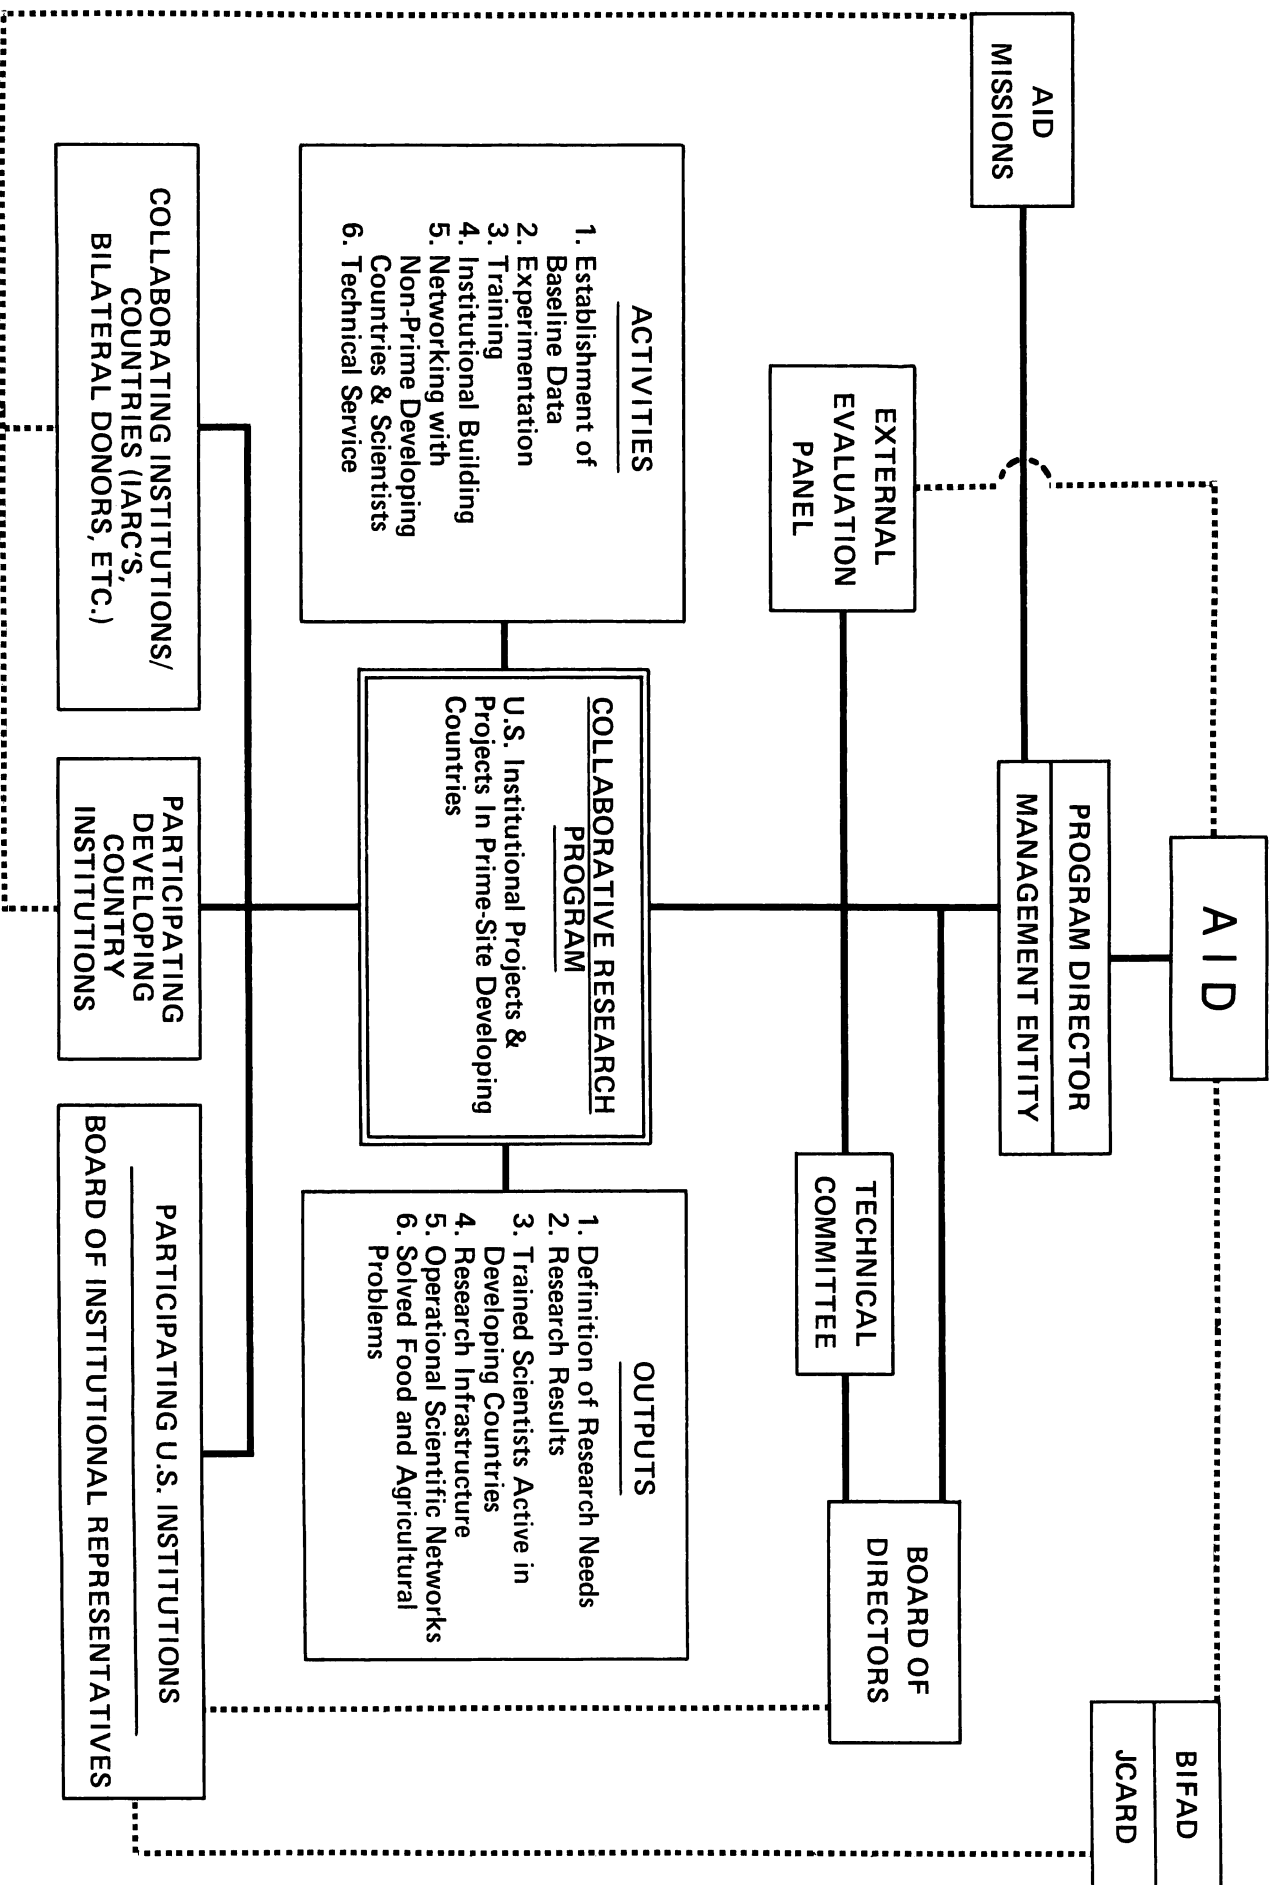 AID
BIFAD
JCARD
PROGRAM DIRECTOR
MANAGEMENT ENTITY
AID
MISSIONS
EXTERNAL
EVALUATION
PANEL
TECHNICAL
COMMITTEE
BOARD OF
DIRECTORS
ACTIVITIES
1. Establishment of
Baseline Data
2. Experimentation
3. Training
4. Institutional Building
5. Networking with
Non-Prime Developing
Countries & Scientists
6. Technical Service
COLLABORATIVE RESEARCH
PROGRAM
U.S. Institutional Projects &
Projects In Prime-Site Developing
Countries
OUTPUTS
1. Definition of Research Needs
2. Research Results
3. Trained Scientists Active in
Developing Countries
4. Research Infrastructure
5. Operational Scientific Networks
6. Solved Food and Agricultural
Problems
COLLABORATING INSTITUTIONS/
COUNTRIES (IARC'S,
BILATERAL DONORS, ETC.)
PARTICIPATING
DEVELOPING
COUNTRY
INSTITUTIONS
PARTICIPATING U.S. INSTITUTIONS
BOARD OF INSTITUTIONAL REPRESENTATIVES